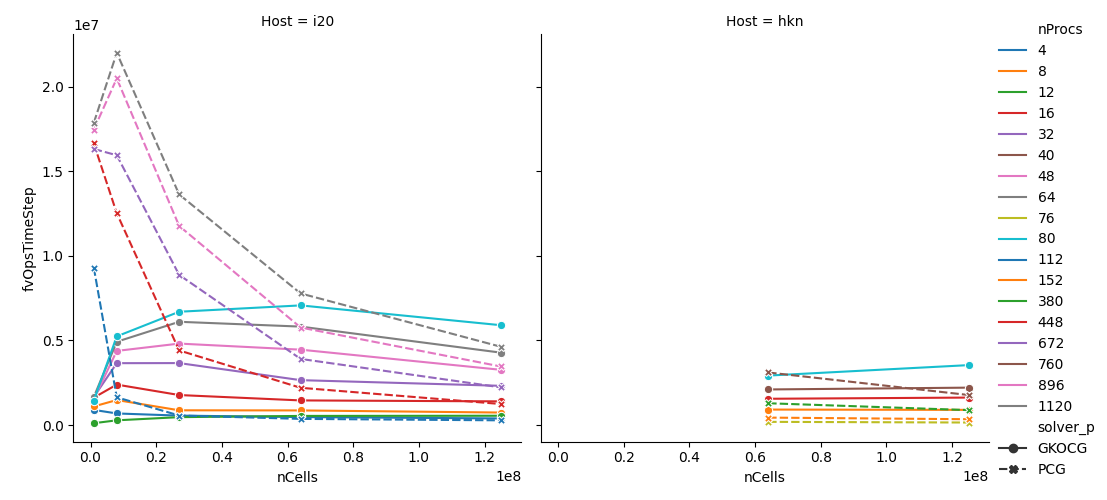 Host = i20
Host = hkn
1e7
fvOpsTimeStep
2.0
1.5
1.0
0.5
0.0
0.0 0.2 0.4 0.6 0.8 1.0 1.2
1e8
nCells
0.0 0.2 0.4 0.6 0.8 1.0 1.2
1e8
nCells
nProcs
4
8
12
16
32
40
48
64
76
80
112
152
380
448
672
760
896
1120
solver_p
GKOCG
PCG